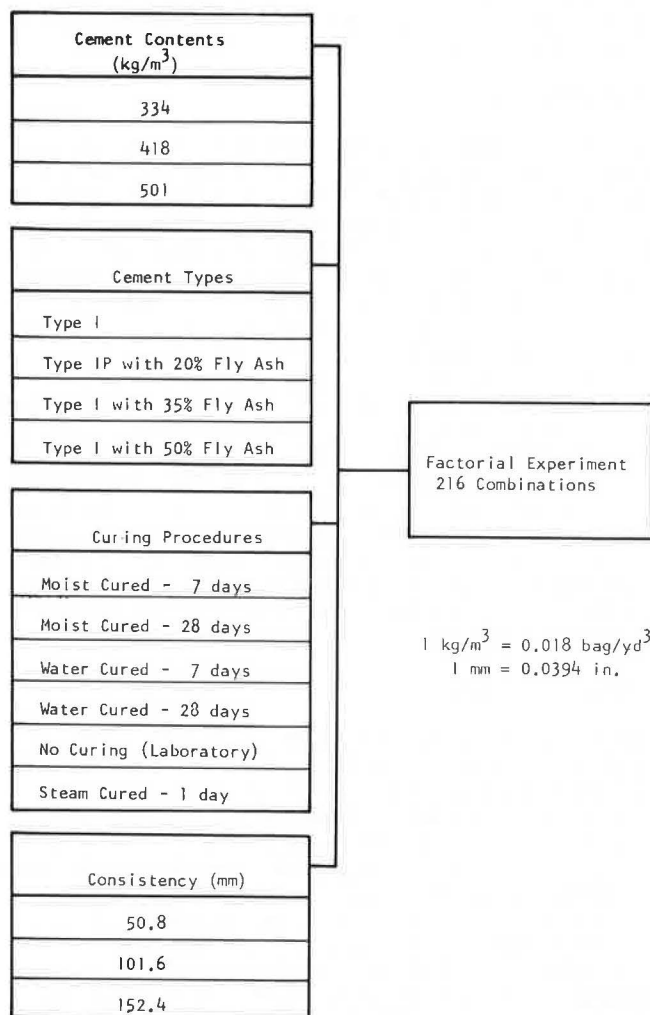 Cement Contents
(kg/m³)
334
418
501
Cement Types
Type I
Type IP with 20% Fly Ash
Type I with 35% Fly Ash
Type I with 50% Fly Ash
Curing Procedures
Moist Cured - 7 days
Moist Cured - 28 days
Water Cured - 7 days
Water Cured - 28 days
No Curing (Laboratory)
Steam Cured - 1 day
Consistency (mm)
50.8
101.6
152.4
Factorial Experiment
216 Combinations
1 kg/m³ = 0.018 bag/yd³
1 mm = 0.0394 in.